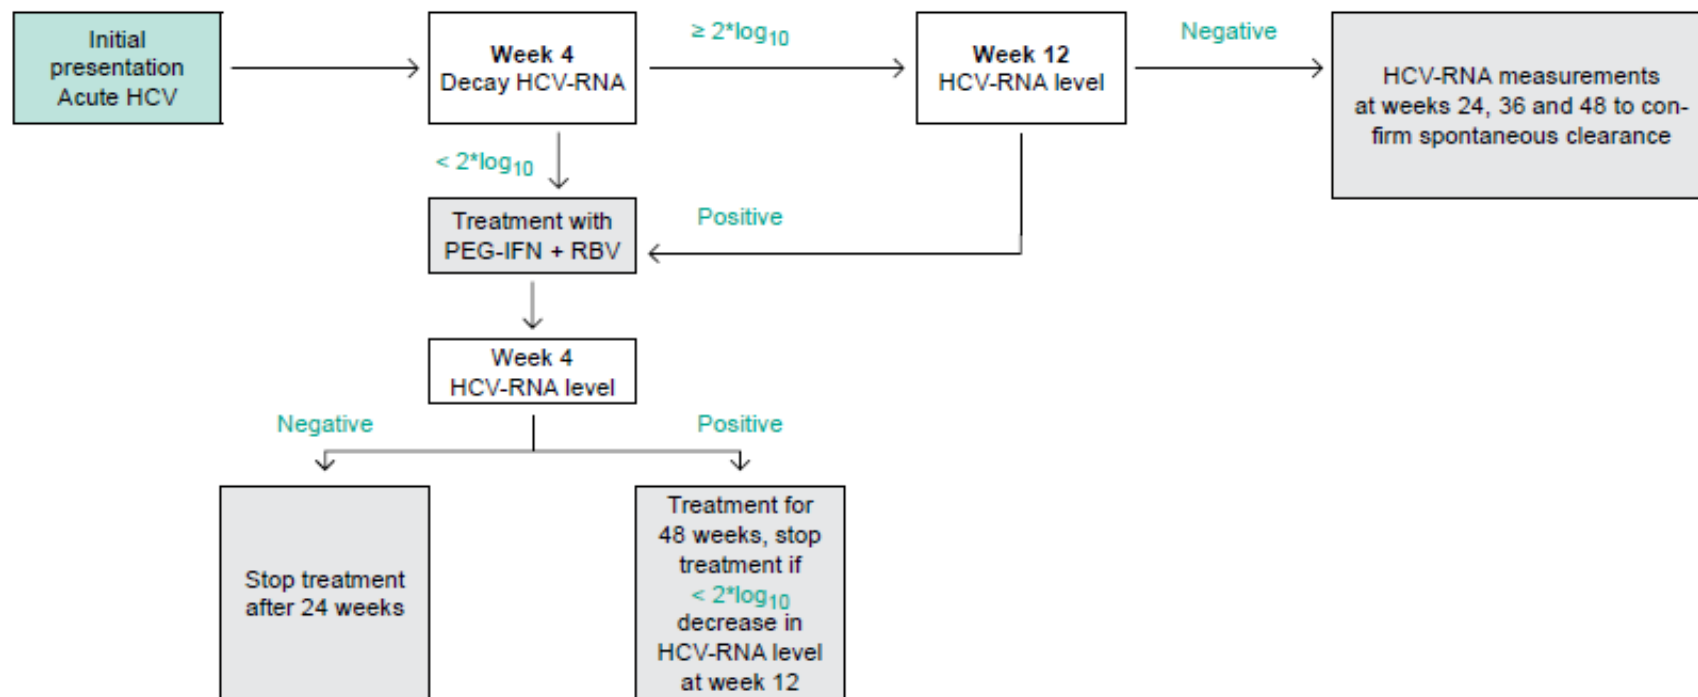 Initial
presentation
Acute HCV
Week 4
Decay HCV-RNA
≥ 2*log10
Week 12
HCV-RNA level
Negative
HCV-RNA measurements
at weeks 24, 36 and 48 to con-
firm spontaneous clearance
< 2*log10
Treatment with
PEG-IFN + RBV
Positive
Week 4
HCV-RNA level
Negative
Positive
Stop treatment
after 24 weeks
Treatment for
48 weeks, stop
treatment if
< 2*log10
decrease in
HCV-RNA level
at week 12